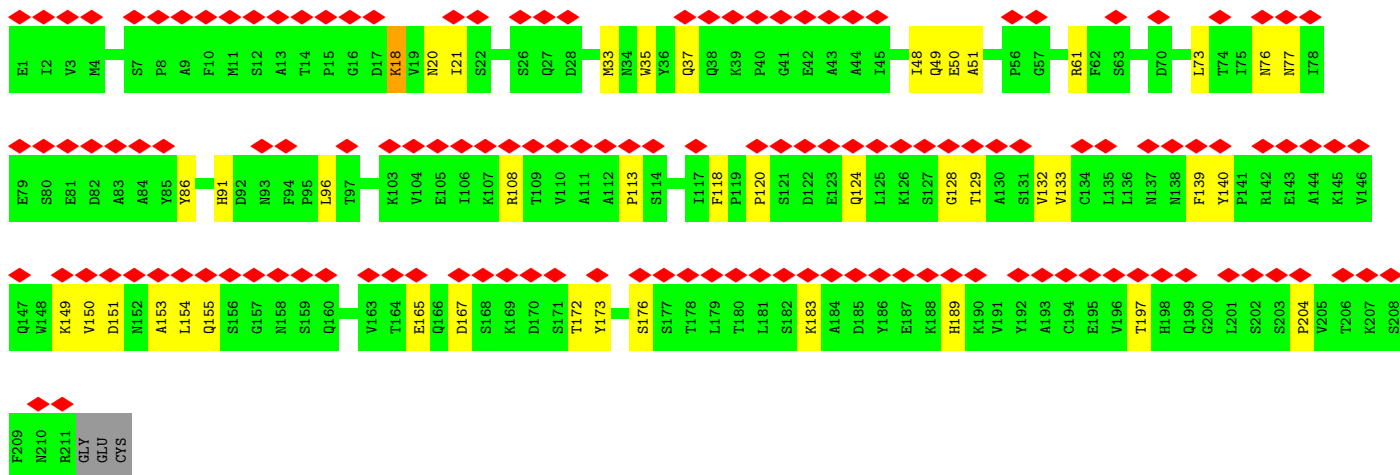 E1 I2 V3 M4 S7 P8 A9 F10 M11 S12 A13 T14 P15 G16 D17 K18 V19 N20 I21 S22 S26 Q27 D28 M33 N34 W35 Y36 Q37 Q38 K39 P40 G41 E42 A43 A44 I45 I48 Q49 E50 A51 P56 G57 R61 F62 S63 D70 L73 T74 I75 N76 N77 I78
E79 S80 E81 D82 A83 A84 Y85 Y86 H91 D92 N93 F94 P95 L96 T97 K103 V104 E105 I106 K107 R108 T109 V110 A111 A112 P113 S114 I117 F118 P119 P120 S121 D122 E123 Q124 L125 K126 S127 G128 T129 A130 S131 V132 V133 C134 L135 L136 N137 N138 F139 Y140 P141 R142 E143 A144 K145 V146
Q147 W148 K149 V150 D151 N152 A153 L154 Q155 S156 G157 N158 S159 Q160 V163 T164 E165 Q166 D167 S168 K169 D170 S171 T172 Y173 S176 S177 T178 L179 T180 L181 S182 K183 A184 D185 Y186 E187 K188 H189 K190 V191 Y192 A193 C194 E195 V196 T197 H198 Q199 G200 L201 S202 S203 P204 V205 T206 K207 S208
F209 N210 R211 GLY GLU CYS